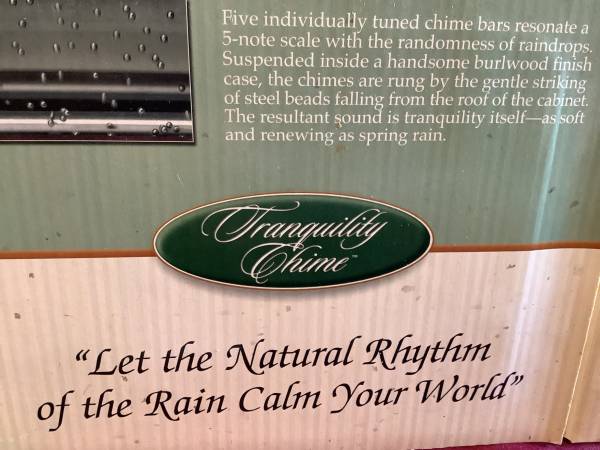 Five individually tuned chime bars resonate a
5-note scale with the randomness of raindrops.
Suspended inside a handsome burlwood finish
case, the chimes are rung by the gentle striking
of steel beads falling from the roof of the cabinet.
The resultant sound is tranquility itself—as soft
and renewing as spring rain.
Tranquility
Chime™
“Let the Natural Rhythm
of the Rain Calm Your World”